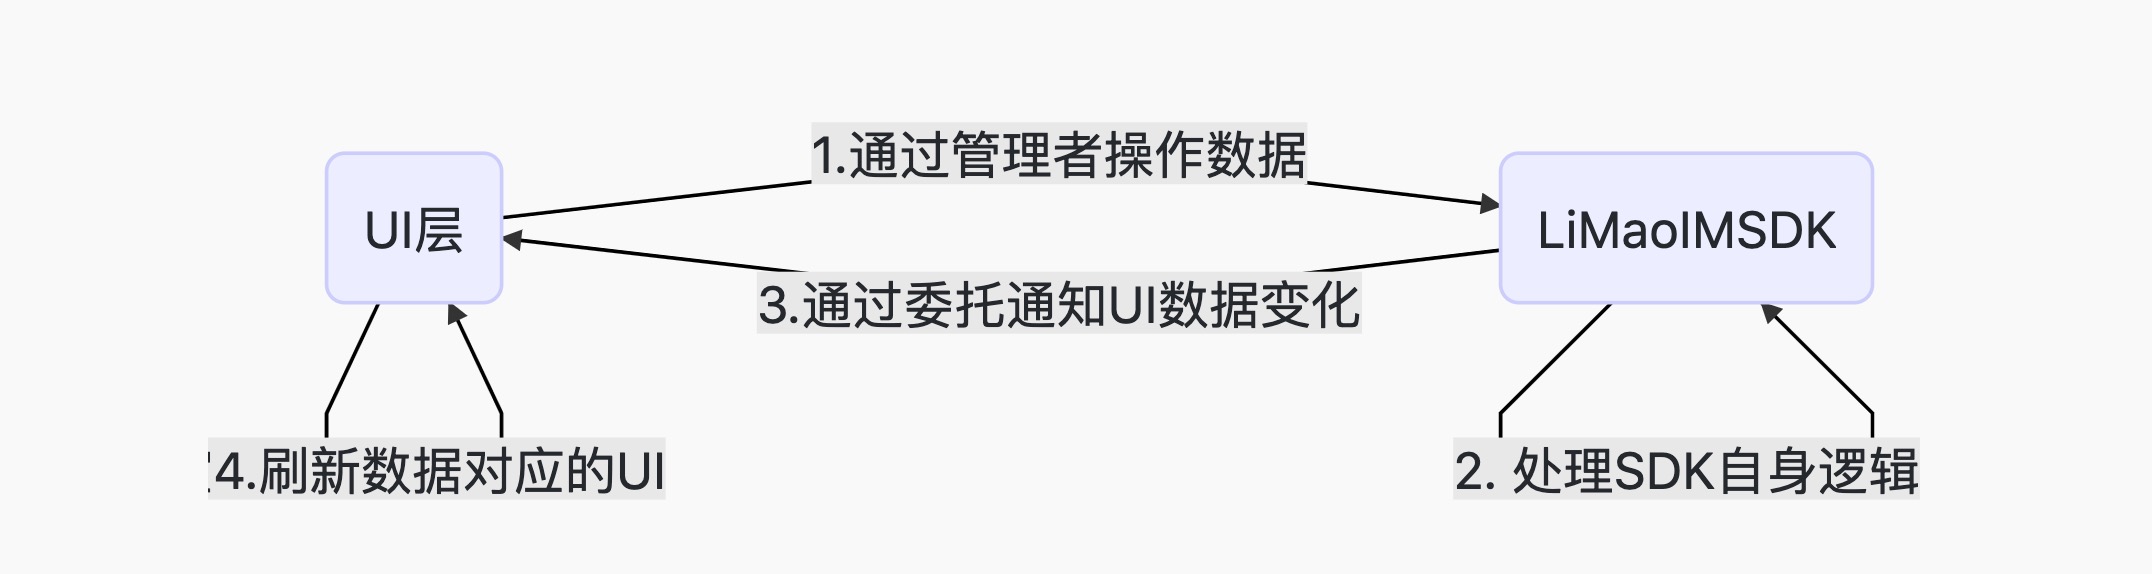 1.通过管理者操作数据
UI层
LiMaoIMSDK
3.通过委托通知UI数据变化
4.刷新数据对应的UI
2. 处理SDK自身逻辑